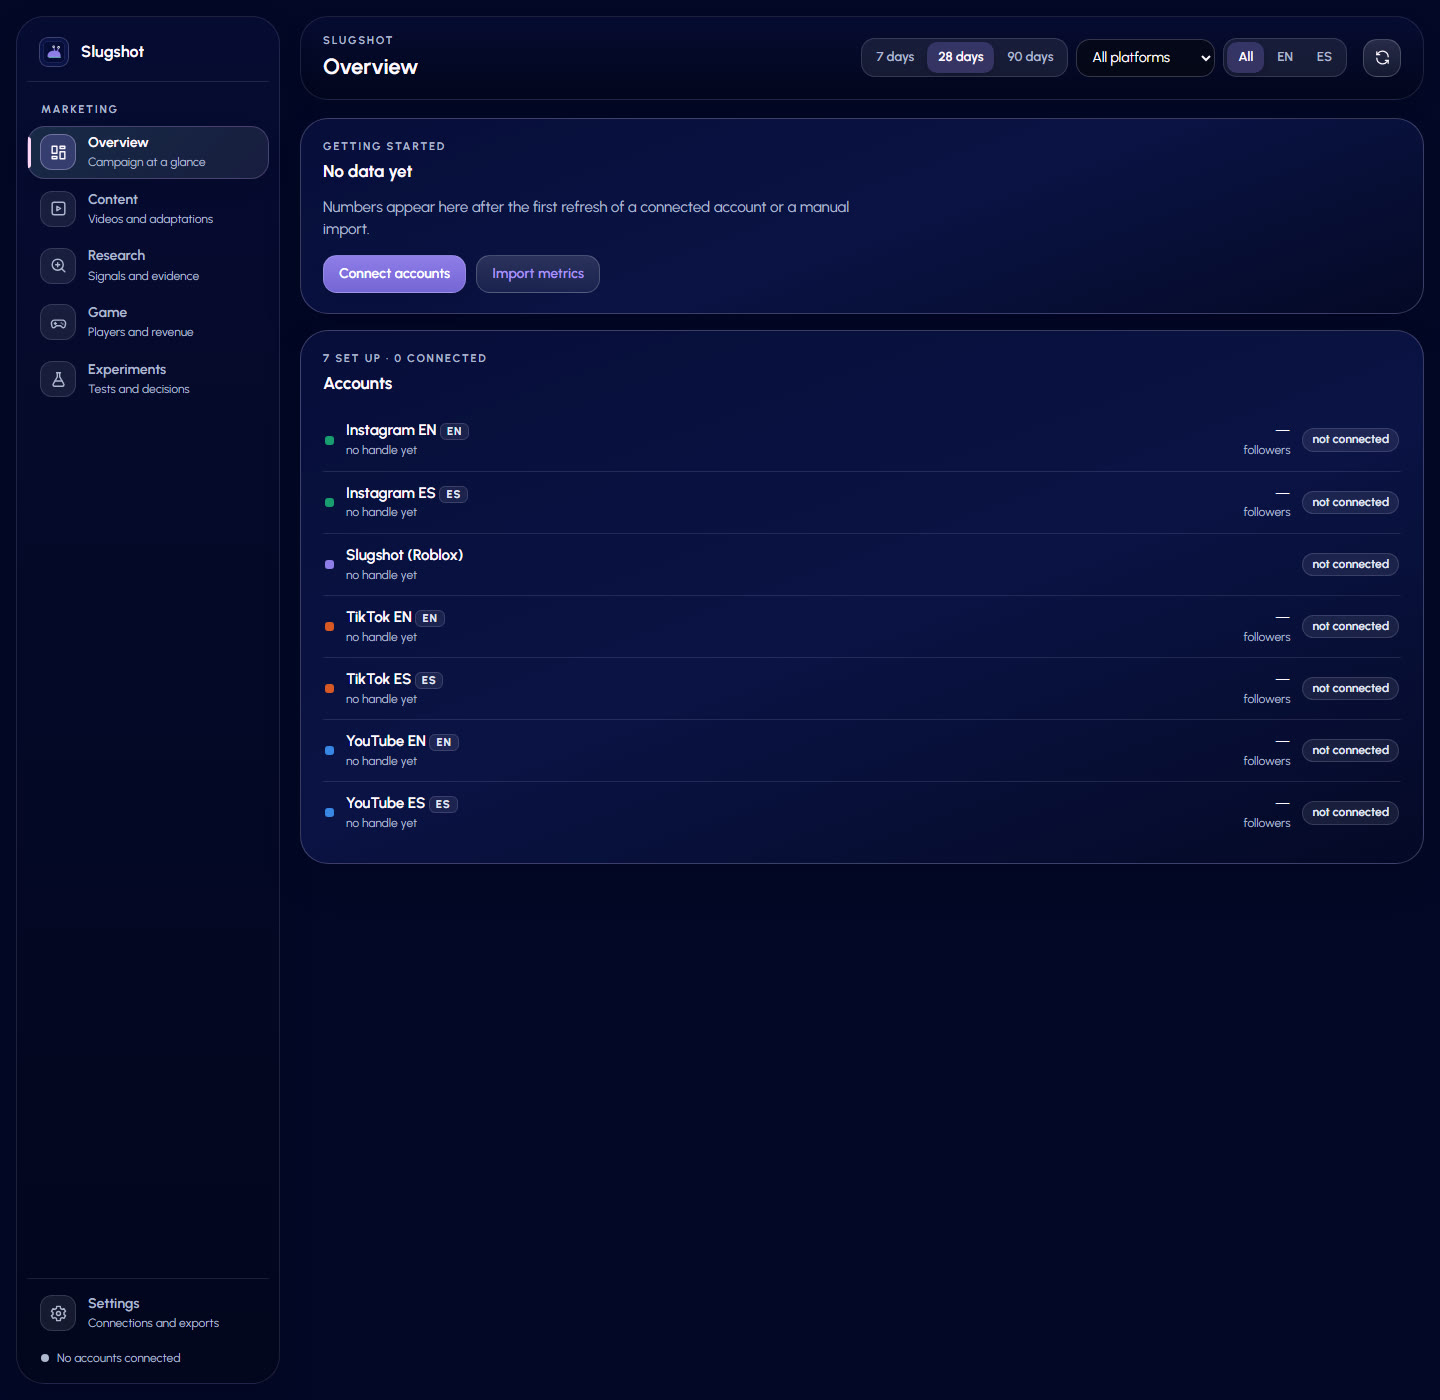 Slugshot
MARKETING
Overview
Campaign at a glance
Content
Videos and adaptations
Research
Signals and evidence
Game
Players and revenue
Experiments
Tests and decisions
Settings
Connections and exports
No accounts connected
SLUGSHOT
Overview
7 days 28 days 90 days All platforms All EN ES
GETTING STARTED
No data yet
Numbers appear here after the first refresh of a connected account or a manual
import.
Connect accounts Import metrics
7 SET UP · 0 CONNECTED
Accounts
Instagram EN EN — not connected
no handle yet followers
Instagram ES ES — not connected
no handle yet followers
Slugshot (Roblox) not connected
no handle yet
TikTok EN EN — not connected
no handle yet followers
TikTok ES ES — not connected
no handle yet followers
YouTube EN EN — not connected
no handle yet followers
YouTube ES ES — not connected
no handle yet followers